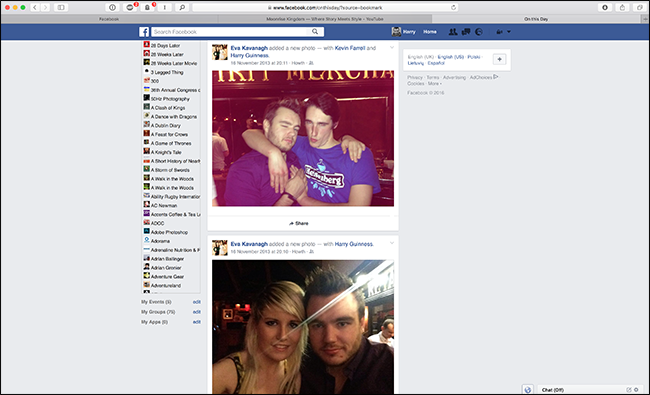 www.facebook.com/onthisday?source=bookmark
Facebook
Moonrise Kingdom — Where Story Meets Style - YouTube
On this Day
Search Facebook
Harry
Home
28 Days Later
28 Weeks Later
28 Weeks Later Movie
3 Legged Thing
300
36th Annual Congress o
50Hz Photography
A Clash of Kings
A Dance with Dragons
A Dublin Diary
A Feast for Crows
A Game of Thrones
A Knight's Tale
A Short History of Nearl
A Storm of Swords
A Walk in the Woods
A Walk in the Woods
Ability Rugby Internation
AC Newman
Accents Coffee & Tea L
ADCC
Adobe Photoshop
Adorama
Adrenaline Nutrition & F
Adrian Ballinger
Adrian Grenier
Adventure Gear
Adventureland
My Events (5)
edit
My Groups (75)
edit
My Apps (0)
edit
Eva Kavanagh added a new photo — with Kevin Farrell and
Harry Guinness.
16 November 2013 at 20:11 · Howth ·
Share
Eva Kavanagh added a new photo — with Harry Guinness.
16 November 2013 at 20:10 · Howth ·
English (UK) · English (US) · Polski ·
Lietuvių · Español
Privacy · Terms · Advertising · AdChoices
Cookies · More
Facebook © 2016
Chat (Off)